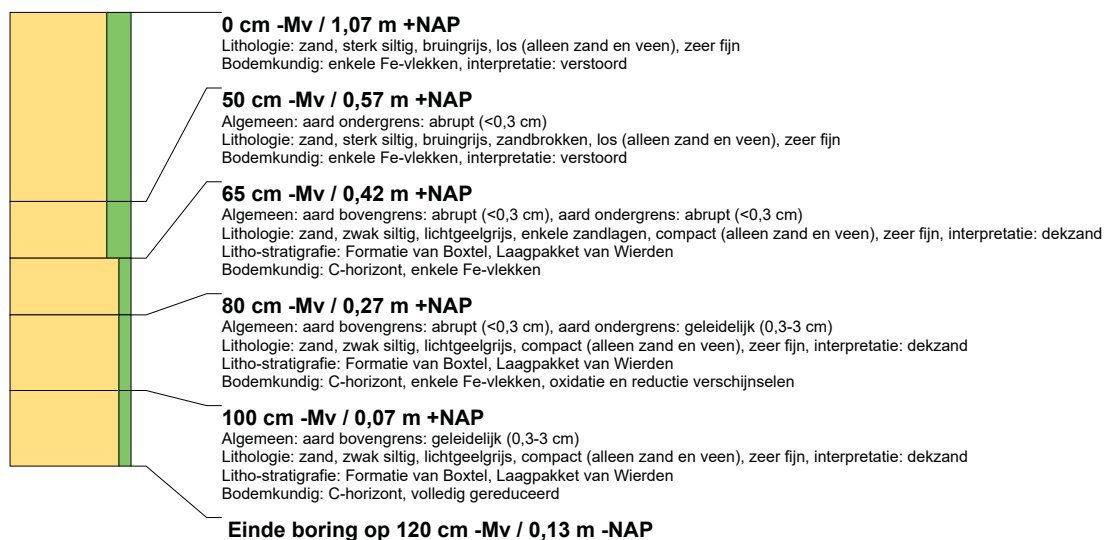 0 cm -Mv / 1,07 m +NAP
Lithologie: zand, sterk siltig, bruingrijs, los (alleen zand en veen), zeer fijn
Bodemkundig: enkele Fe-vlekken, interpretatie: verstoord
50 cm -Mv / 0,57 m +NAP
Algemeen: aard ondergrens: abrupt (<0,3 cm)
Lithologie: zand, sterk siltig, bruingrijs, zandbrokken, los (alleen zand en veen), zeer fijn
Bodemkundig: enkele Fe-vlekken, interpretatie: verstoord
65 cm -Mv / 0,42 m +NAP
Algemeen: aard bovengrens: abrupt (<0,3 cm), aard ondergrens: abrupt (<0,3 cm)
Lithologie: zand, zwak siltig, lichtgeelgrijs, enkele zandlagen, compact (alleen zand en veen), zeer fijn, interpretatie: dekzand
Litho-stratigrafie: Formatie van Boxtel, Laagpakket van Wierden
Bodemkundig: C-horizont, enkele Fe-vlekken
80 cm -Mv / 0,27 m +NAP
Algemeen: aard bovengrens: abrupt (<0,3 cm), aard ondergrens: geleidelijk (0,3-3 cm)
Lithologie: zand, zwak siltig, lichtgeelgrijs, compact (alleen zand en veen), zeer fijn, interpretatie: dekzand
Litho-stratigrafie: Formatie van Boxtel, Laagpakket van Wierden
Bodemkundig: C-horizont, enkele Fe-vlekken, oxidatie en reductie verschijnselen
100 cm -Mv / 0,07 m +NAP
Algemeen: aard bovengrens: geleidelijk (0,3-3 cm)
Lithologie: zand, zwak siltig, lichtgeelgrijs, compact (alleen zand en veen), zeer fijn, interpretatie: dekzand
Litho-stratigrafie: Formatie van Boxtel, Laagpakket van Wierden
Bodemkundig: C-horizont, volledig gereduceerd
Einde boring op 120 cm -Mv / 0,13 m -NAP